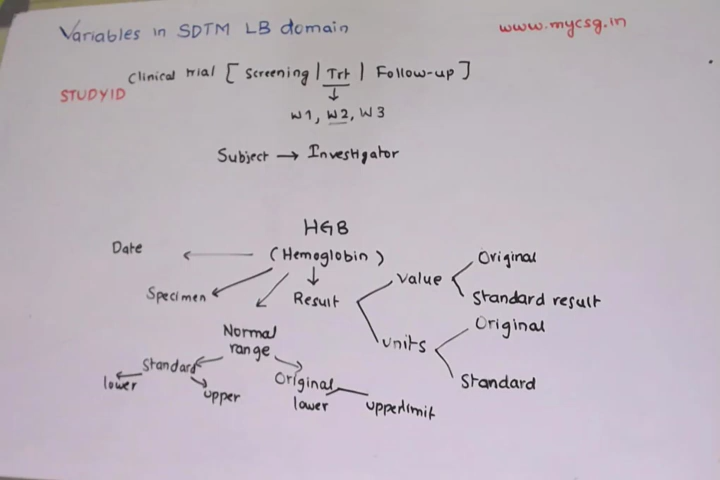 Variables in SDTM LB domain
www.mycsg.in
Clinical trial [ Screening | Trt | Follow-up ]
STUDYID
W1, W2, W3
Subject → Investigator
HGB
(Hemoglobin)
Date
Specimen
Result
Value
Original
Standard result
units
Original
Standard
Normal
range
Standard
lower
upper
Original
lower
upperlimit